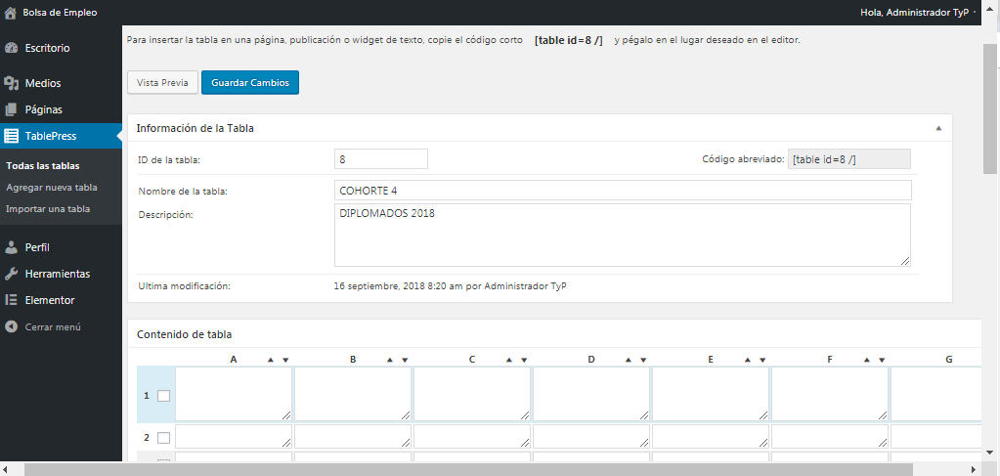 Bolsa de Empleo
Hola, Administrador TyP
Escritorio
Medios
Páginas
TablePress
Todas las tablas
Agregar nueva tabla
Importar una tabla
Perfil
Herramientas
Elementor
Cerrar menú
Para insertar la tabla en una página, publicación o widget de texto, copie el código corto [table id=8 /] y pégalo en el lugar deseado en el editor.
Vista Previa Guardar Cambios
Información de la Tabla
ID de la tabla: 8 Código abreviado: [table id=8 /]
Nombre de la tabla: COHORTE 4
Descripción: DIPLOMADOS 2018
Ultima modificación: 16 septiembre, 2018 8:20 am por Administrador TyP
Contenido de tabla
A B C D E F G
1
2